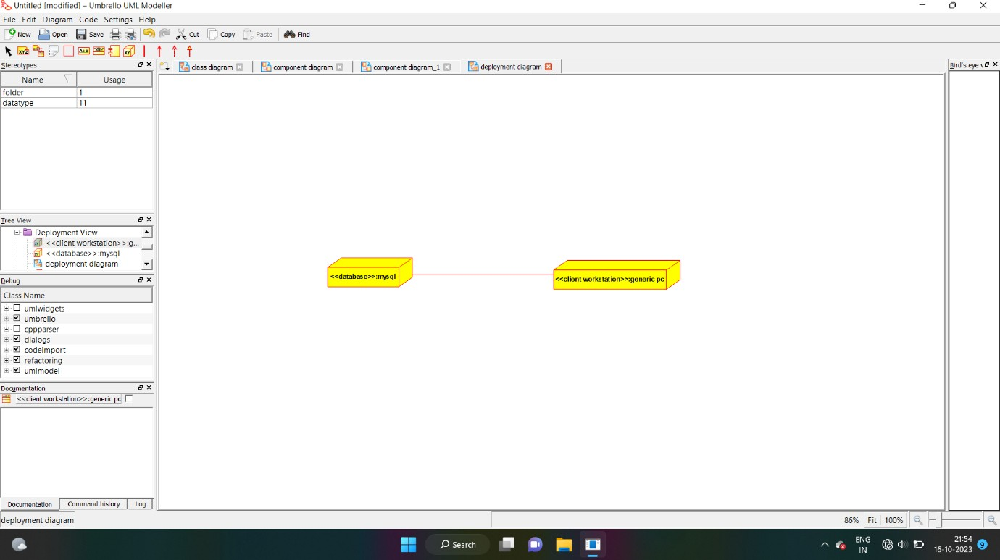 Untitled [modified] – Umbrello UML Modeller
File Edit Diagram Code Settings Help
New Open Save Cut Copy Paste Find
Stereotypes
Name Usage
folder 1
datatype 11
class diagram component diagram component diagram_1 deployment diagram
Bird's eye v
Tree View
Deployment View
<<client workstation>>:g...
<<database>>:mysql
deployment diagram
<<database>>:mysql
<<client workstation>>:generic pc
Debug
Class Name
umlwidgets
umbrello
cppparser
dialogs
codeimport
refactoring
umlmodel
Documentation
<<client workstation>>:generic pc
Documentation Command history Log
deployment diagram
86% Fit 100%
Search
ENG
IN
21:54
16-10-2023
9